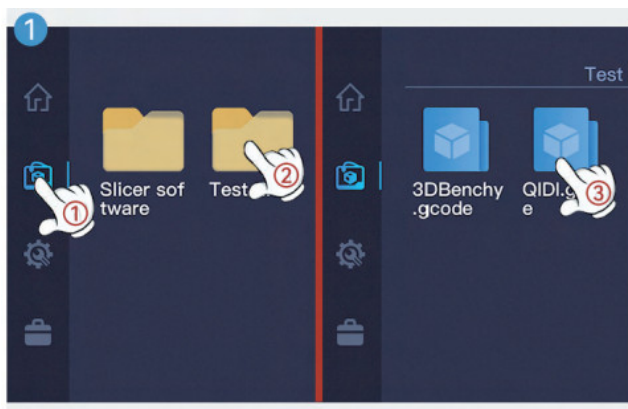 1
Slicer sof
tware
Test
①
②
Test
3DBenchy
.gcode
QIDI.g
e
③